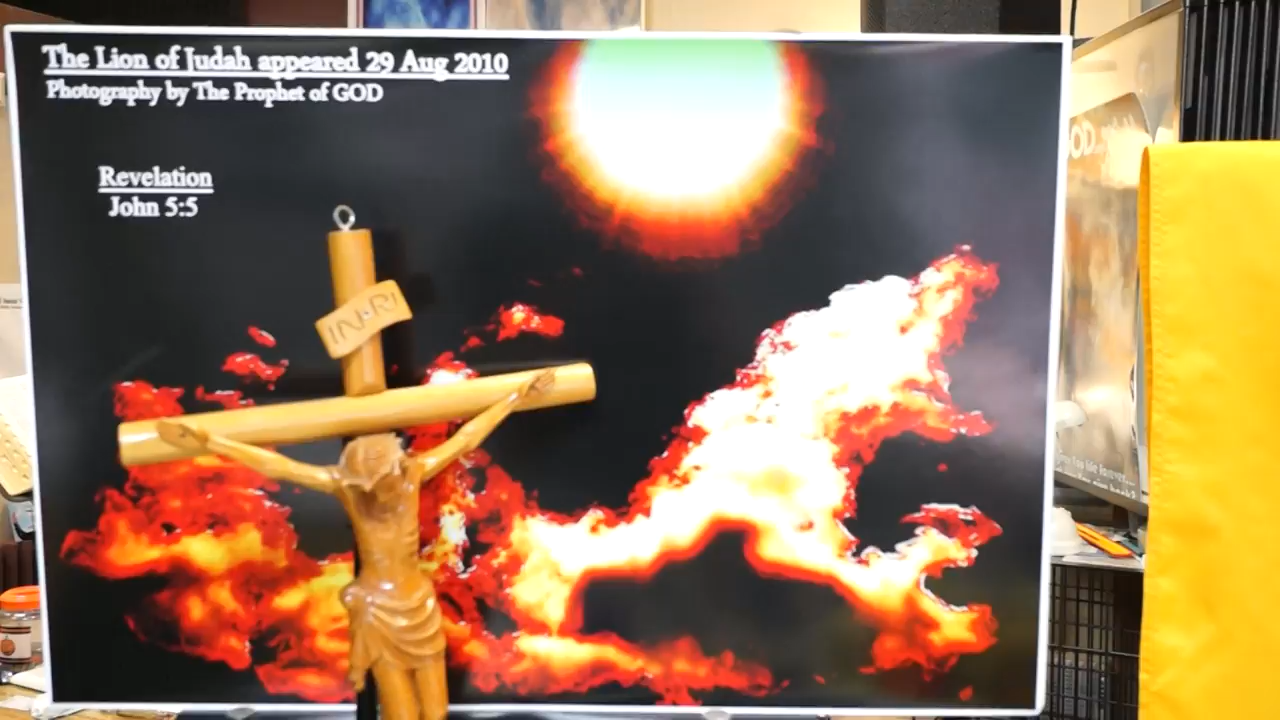 The Lion of Judah appeared 29 Aug 2010
Photography by The Prophet of GOD
Revelation
John 5:5
INRI